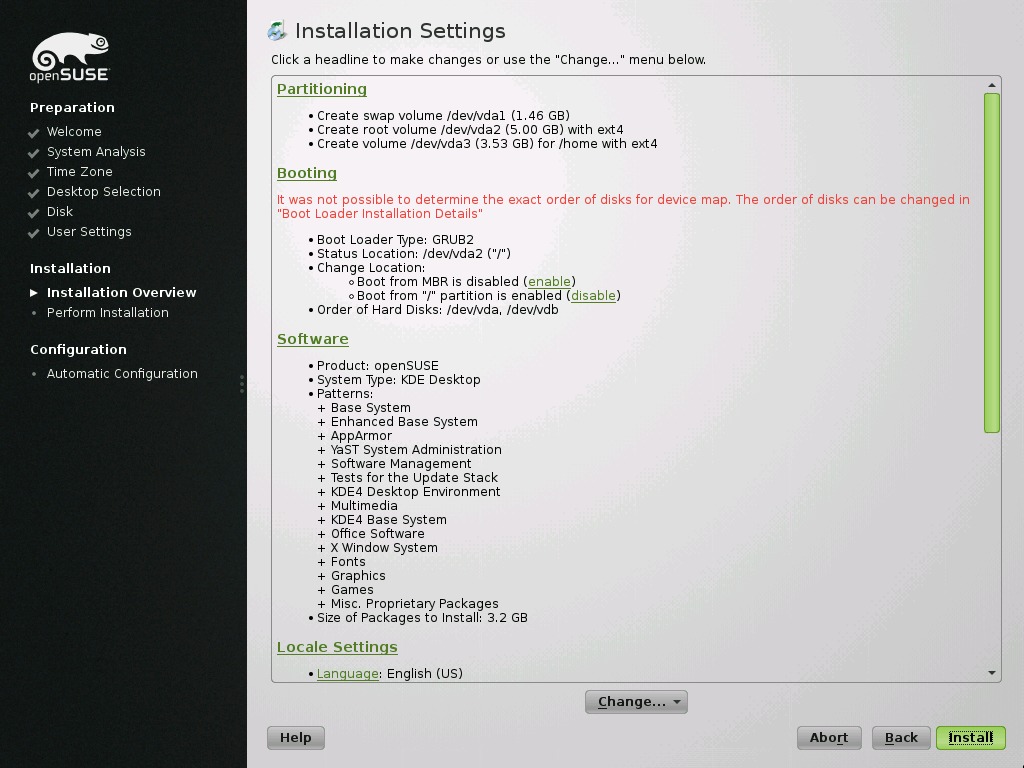 openSUSE
Preparation
Welcome
System Analysis
Time Zone
Desktop Selection
Disk
User Settings
Installation
Installation Overview
Perform Installation
Configuration
Automatic Configuration
Installation Settings
Click a headline to make changes or use the "Change..." menu below.
Partitioning
• Create swap volume /dev/vda1 (1.46 GB)
• Create root volume /dev/vda2 (5.00 GB) with ext4
• Create volume /dev/vda3 (3.53 GB) for /home with ext4
Booting
It was not possible to determine the exact order of disks for device map. The order of disks can be changed in
"Boot Loader Installation Details"
• Boot Loader Type: GRUB2
• Status Location: /dev/vda2 ("/")
• Change Location:
◦ Boot from MBR is disabled (enable)
◦ Boot from "/" partition is enabled (disable)
• Order of Hard Disks: /dev/vda, /dev/vdb
Software
• Product: openSUSE
• System Type: KDE Desktop
• Patterns:
+ Base System
+ Enhanced Base System
+ AppArmor
+ YaST System Administration
+ Software Management
+ Tests for the Update Stack
+ KDE4 Desktop Environment
+ Multimedia
+ KDE4 Base System
+ Office Software
+ X Window System
+ Fonts
+ Graphics
+ Games
+ Misc. Proprietary Packages
• Size of Packages to Install: 3.2 GB
Locale Settings
• Language: English (US)
Change...
Help
Abort
Back
Install